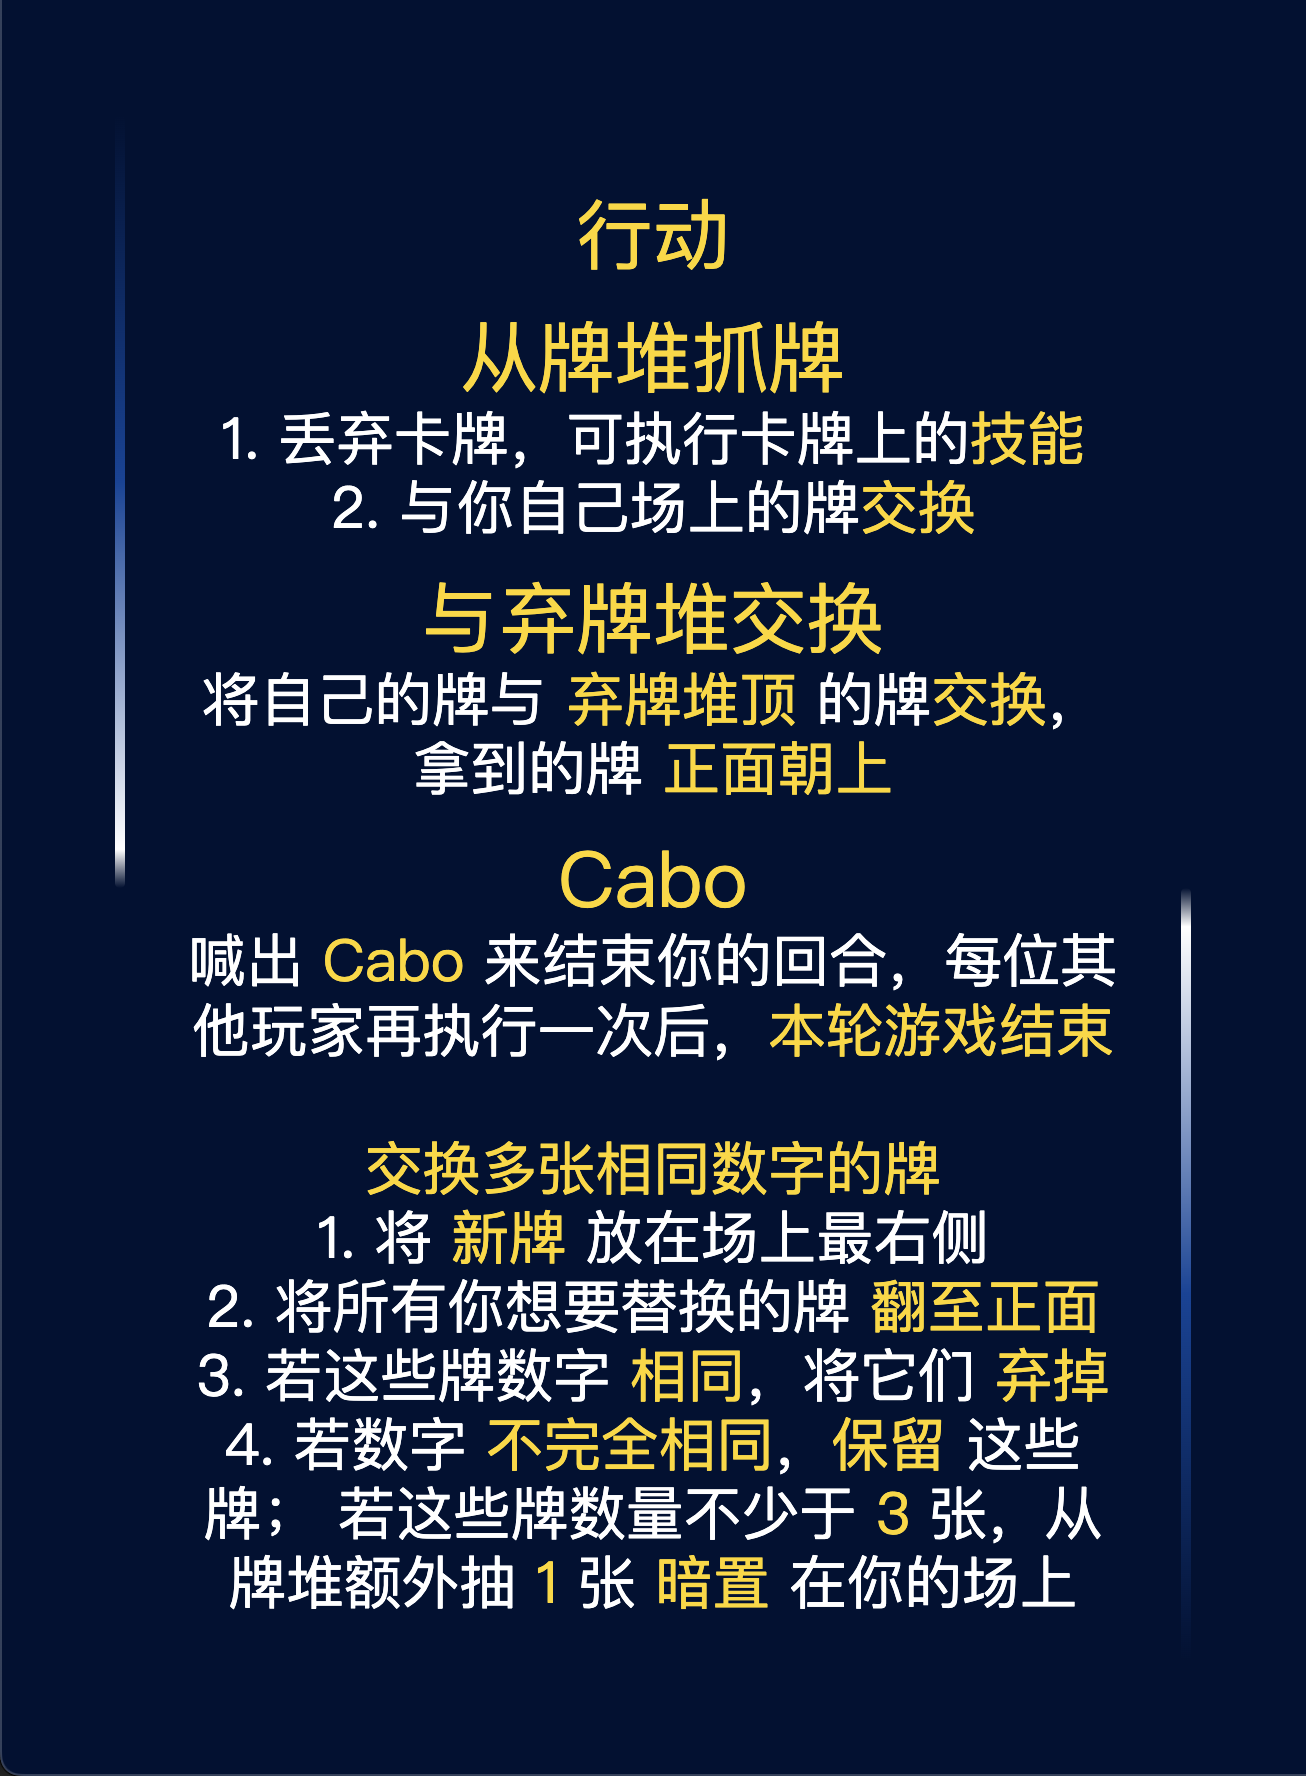 行动
从牌堆抓牌
1. 丢弃卡牌，可执行卡牌上的技能
2. 与你自己场上的牌交换
与弃牌堆交换
将自己的牌与 弃牌堆顶 的牌交换，
拿到的牌 正面朝上
Cabo
喊出 Cabo 来结束你的回合，每位其
他玩家再执行一次后，本轮游戏结束
交换多张相同数字的牌
1. 将 新牌 放在场上最右侧
2. 将所有你想要替换的牌 翻至正面
3. 若这些牌数字 相同，将它们 弃掉
4. 若数字 不完全相同，保留 这些
牌； 若这些牌数量不少于 3 张，从
牌堆额外抽 1 张 暗置 在你的场上